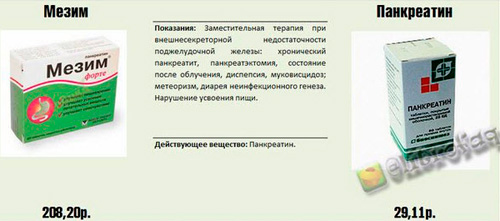 Мезим
Панкреатин
Показания: Заместительная терапия при
внешнесекреторной недостаточности
поджелудочной железы: хронический
панкреатит, панкреатэктомия, состояние
после облучения, диспепсия, муковисцидоз;
метеоризм, диарея неинфекционного генеза.
Нарушение усвоения пищи.
Действующее вещество: Панкреатин.
Мезим®
форте
ПАНКРЕАТИН
208,20р.
29,11р.